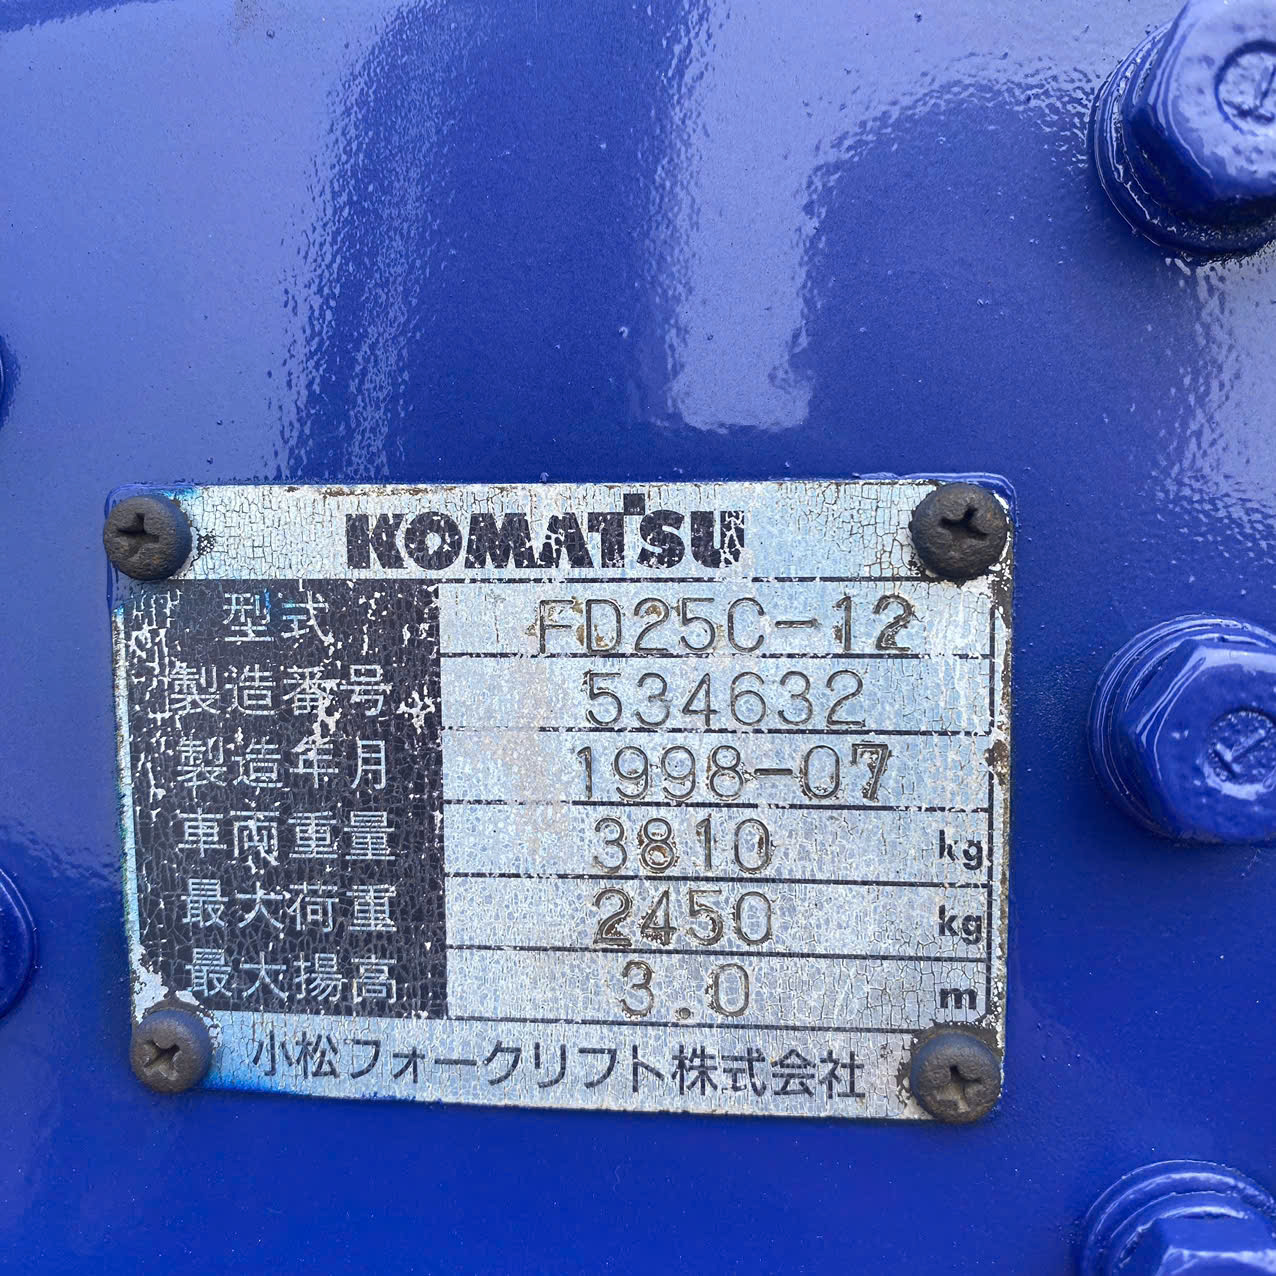 KOMATSU
型式 FD25C-12
製造番号 534632
製造年月 1998-07
車両重量 3810 kg
最大荷重 2450 kg
最大揚高 3.0 m
小松フォークリフト株式会社